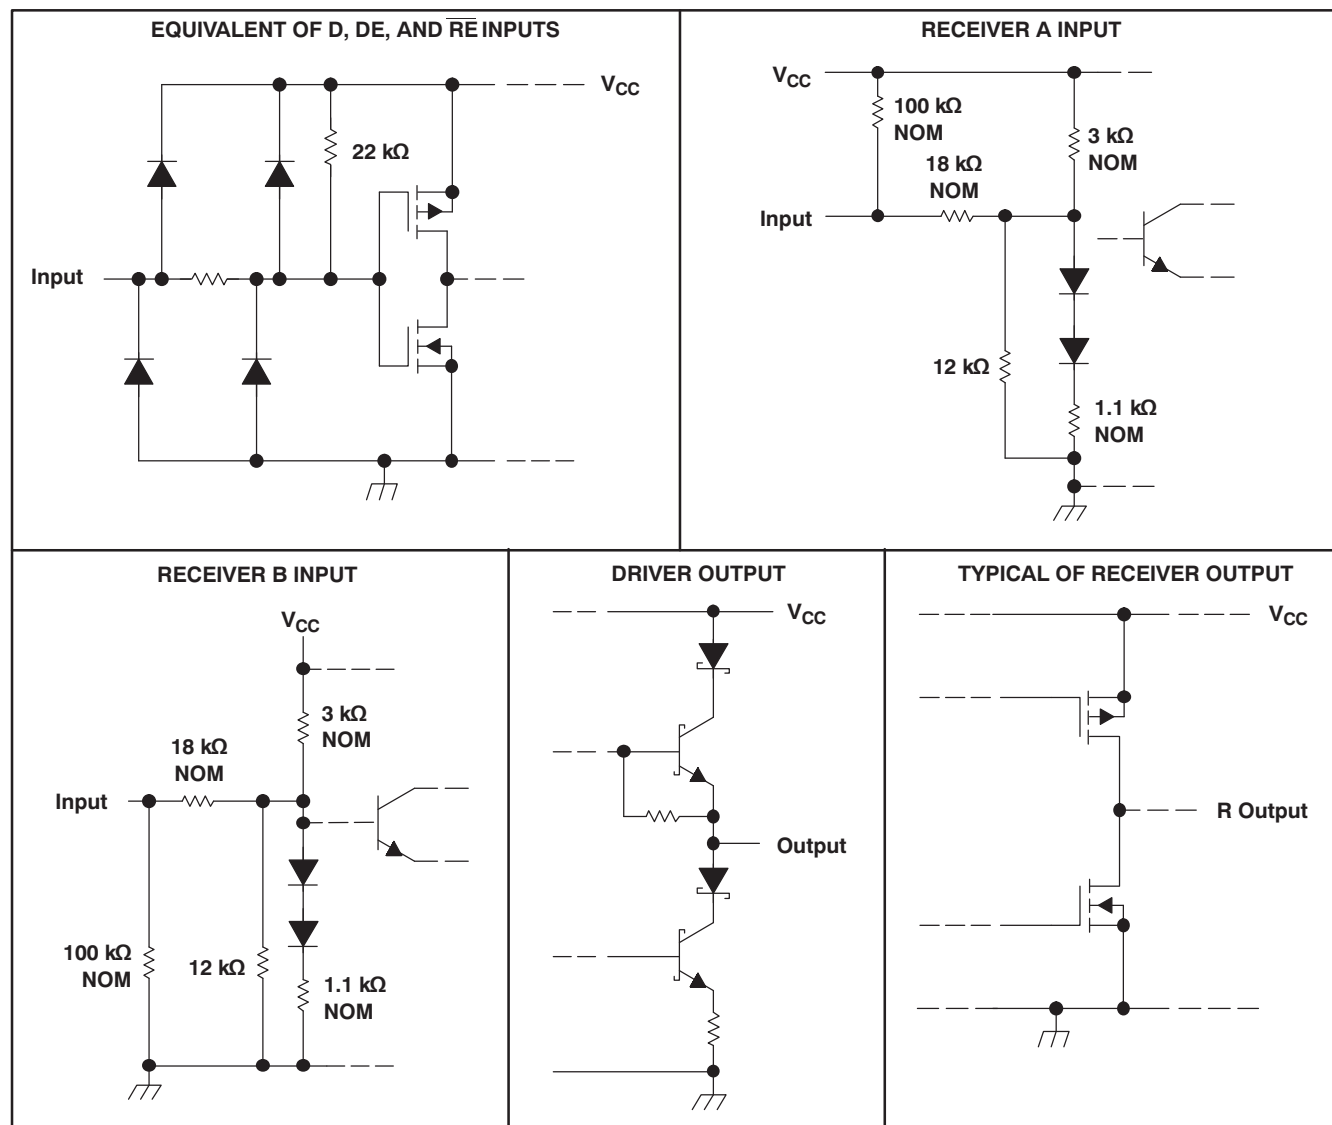 EQUIVALENT OF D, DE, AND R̅E̅ INPUTS
VCC
22 kΩ
Input
RECEIVER A INPUT
VCC
100 kΩ
NOM
3 kΩ
NOM
18 kΩ
NOM
Input
12 kΩ
1.1 kΩ
NOM
RECEIVER B INPUT
VCC
3 kΩ
NOM
18 kΩ
NOM
Input
100 kΩ
NOM
12 kΩ
1.1 kΩ
NOM
DRIVER OUTPUT
VCC
Output
TYPICAL OF RECEIVER OUTPUT
VCC
R Output